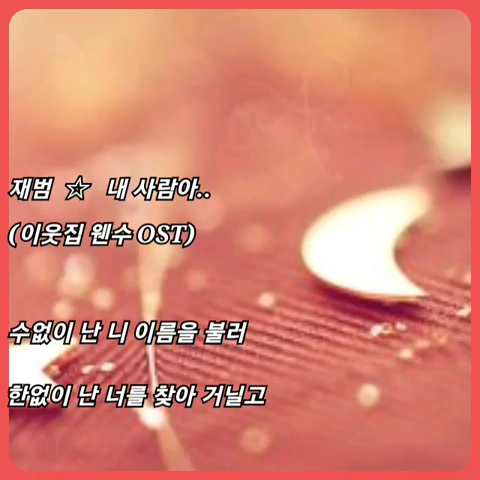 재범 ☆ 내 사람아..
(이웃집 웬수 OST)
수없이 난 니 이름을 불러
한없이 난 너를 찾아 거닐고